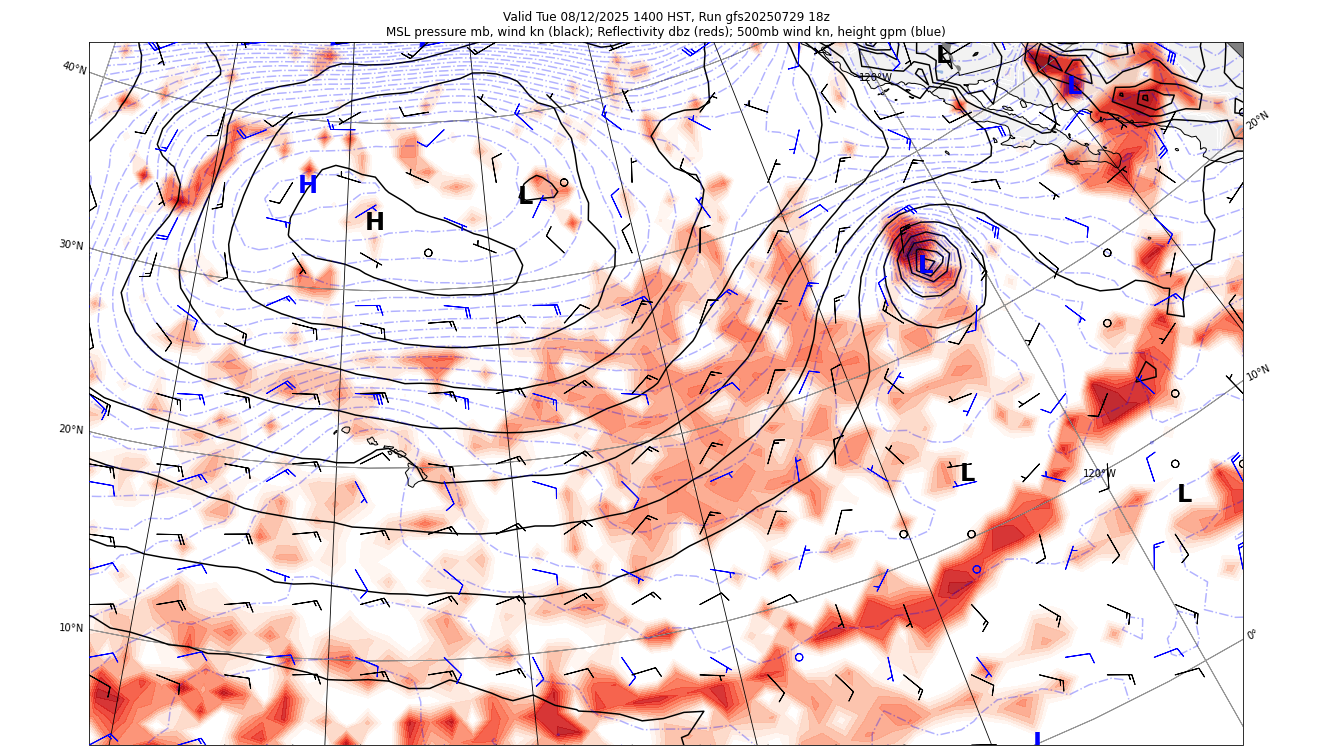 Valid Tue 08/12/2025 1400 HST, Run gfs20250729 18z
MSL pressure mb, wind kn (black); Reflectivity dbz (reds); 500mb wind kn, height gpm (blue)
L
40°N
120°W
L
20°N
H
L
H
30°N
L
10°N
20°N
L
120°W
L
10°N
0°
L